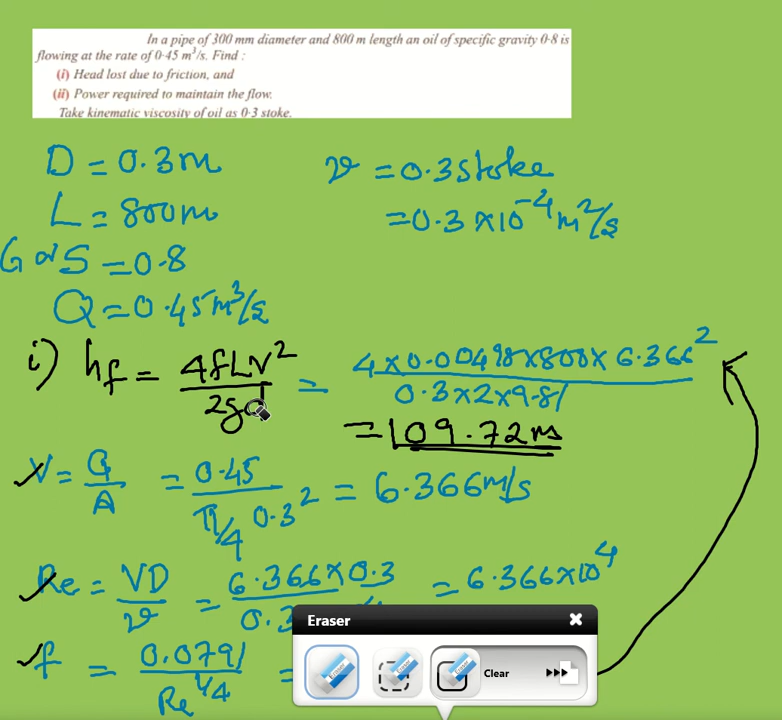 In a pipe of 300 mm diameter and 800 m length an oil of specific gravity 0·8 is
flowing at the rate of 0·45 m³/s. Find :
(i) Head lost due to friction, and
(ii) Power required to maintain the flow.
Take kinematic viscosity of oil as 0·3 stoke.
D = 0.3m
ν = 0.3 stoke
L = 800m
= 0.3 × 10⁻⁴ m²/s
G or S = 0.8
Q = 0.45 m³/s
i) hf = 4fLV²/2gd = 4×0.00498×800×6.366²/0.3×2×9.81
= 109.72 m
V = Q/A = 0.45/π/4 0.3² = 6.366 m/s
Re = VD/ν = 6.366×0.3/0.3 = 6.366×10⁴
f = 0.0791/Re^1/4 =
Eraser
Clear